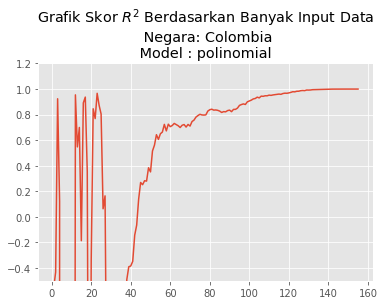 Grafik Skor R² Berdasarkan Banyak Input Data
Negara: Colombia
Model : polinomial
1.2
1.0
0.8
0.6
0.4
0.2
0.0
−0.2
−0.4
0 20 40 60 80 100 120 140 160